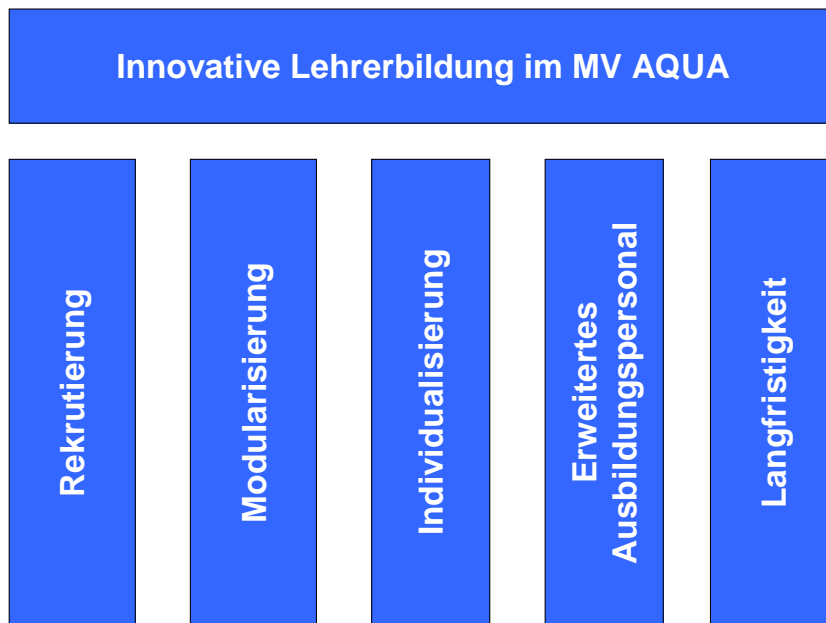 Innovative Lehrerbildung im MV AQUA
Rekrutierung
Modularisierung
Individualisierung
Erweitertes
Ausbildungspersonal
Langfristigkeit